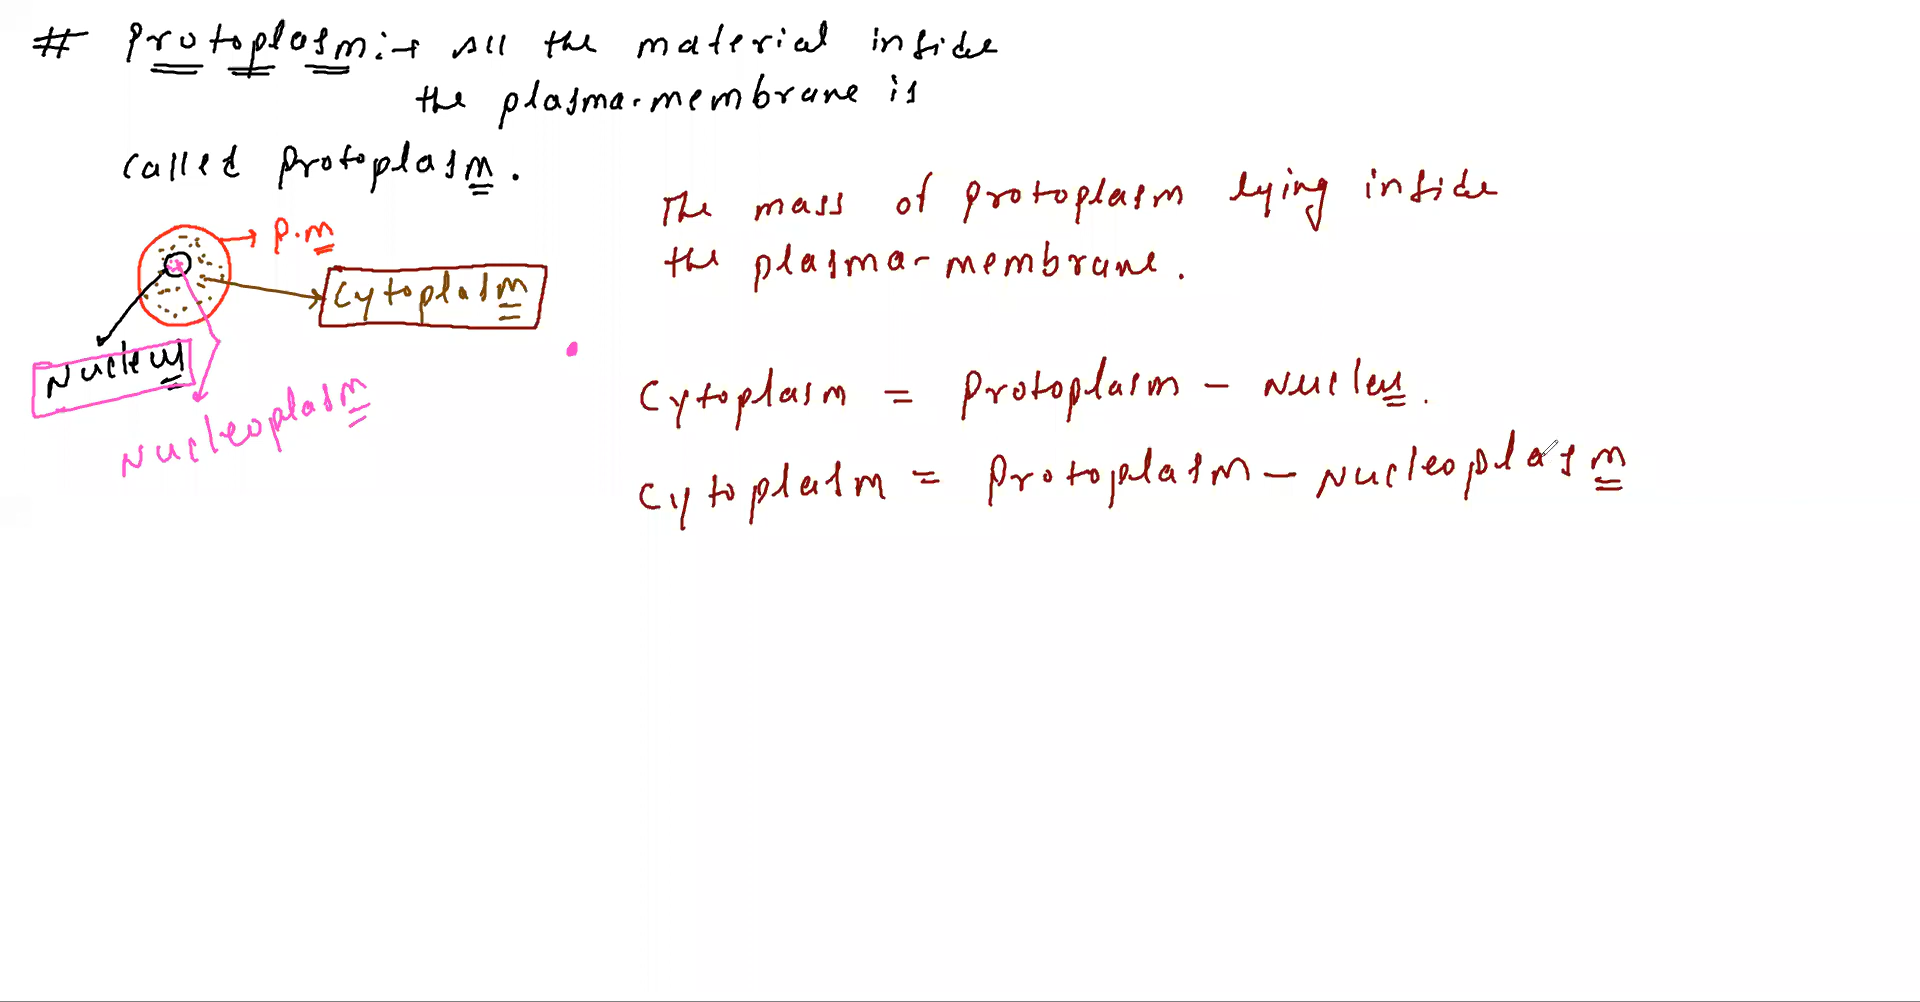 # Protoplasm:→ All the material inside
the plasma-membrane is
called protoplasm.
The mass of protoplasm lying inside
the plasma-membrane.
P.m
Cytoplasm
Nucleus
Nucleoplasm
Cytoplasm = Protoplasm - Nucleus.
Cytoplasm = Protoplasm - Nucleoplasm